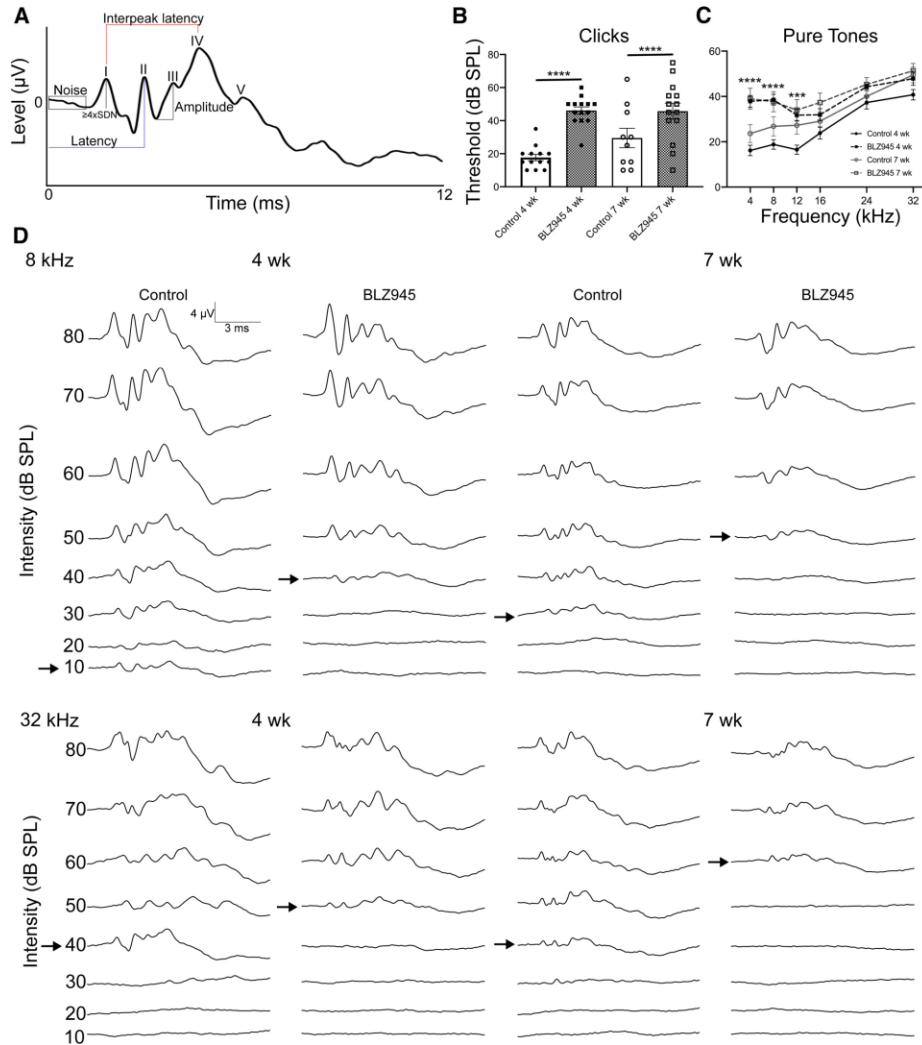 A
Interpeak latency
I
II
III
IV
V
Noise
≥4xSDN
Amplitude
Latency
Level (µV)
0
0
12
Time (ms)
B
Clicks
Threshold (dB SPL)
80
60
40
20
0
****
****
Control 4 wk
BLZ945 4 wk
Control 7 wk
BLZ945 7 wk
C
Pure Tones
60
40
20
0
****
****
***
Control 4 wk
BLZ945 4 wk
Control 7 wk
BLZ945 7 wk
4 8 12 16 24 32
Frequency (kHz)
D
8 kHz 4 wk 7 wk
Control BLZ945 Control BLZ945
4 µV
3 ms
Intensity (dB SPL)
80
70
60
50
40
30
20
10
32 kHz 4 wk 7 wk
Intensity (dB SPL)
80
70
60
50
40
30
20
10